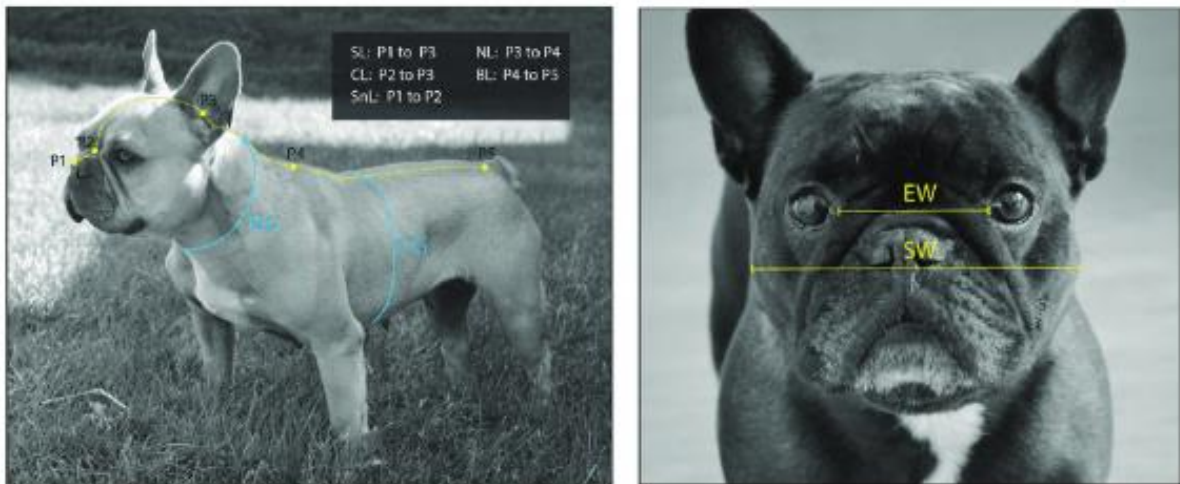 SL: P1 to P3
NL: P3 to P4
CL: P2 to P3
BL: P4 to P5
SnL: P1 to P2
P3
P2
P1
P4
P5
NG
EW
SW